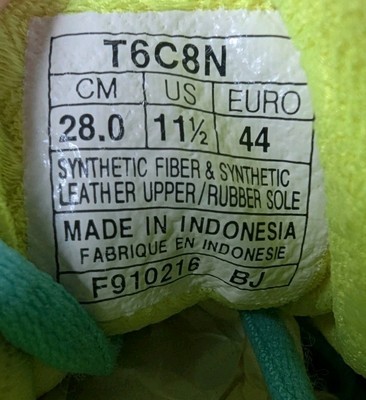 T6C8N
CM US EURO
28.0 11½ 44
SYNTHETIC FIBER & SYNTHETIC
LEATHER UPPER/RUBBER SOLE
MADE IN INDONESIA
FABRIQUE EN INDONESIE
F910216 BJ